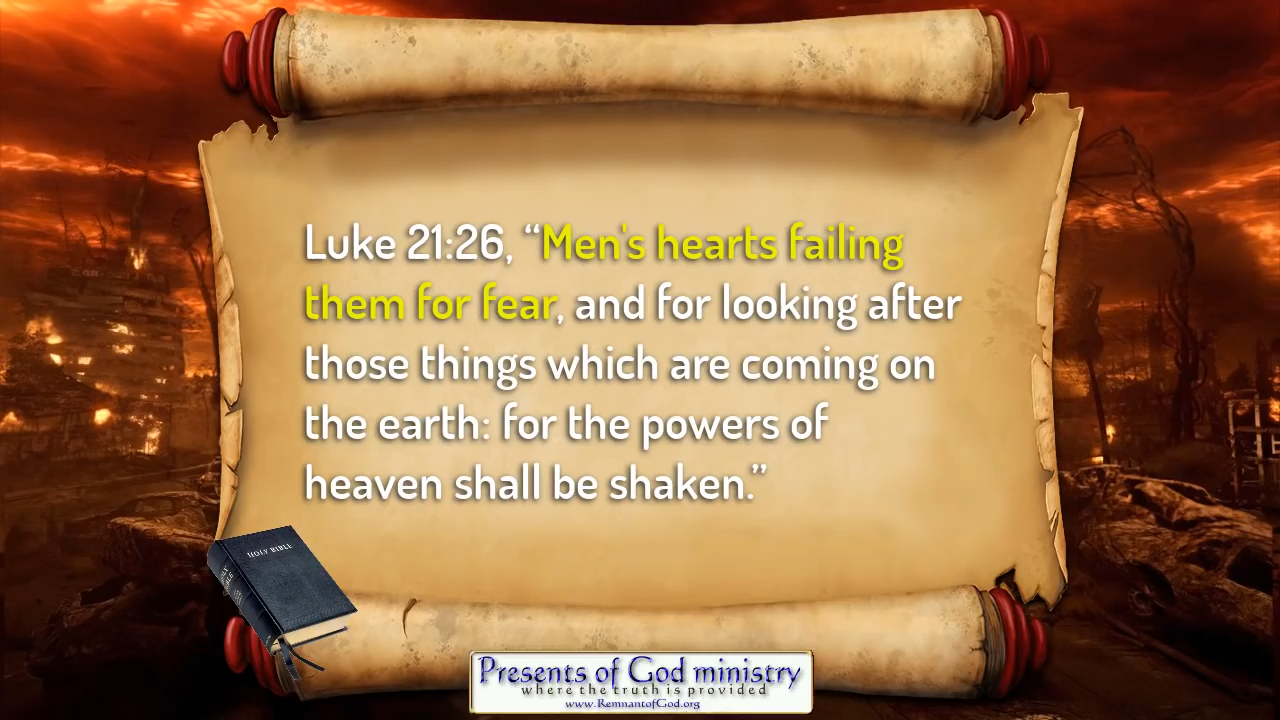 Luke 21:26, “Men's hearts failing
them for fear, and for looking after
those things which are coming on
the earth: for the powers of
heaven shall be shaken.”
HOLY BIBLE
Presents of God ministry
where the truth is provided
www.RemnantofGod.org